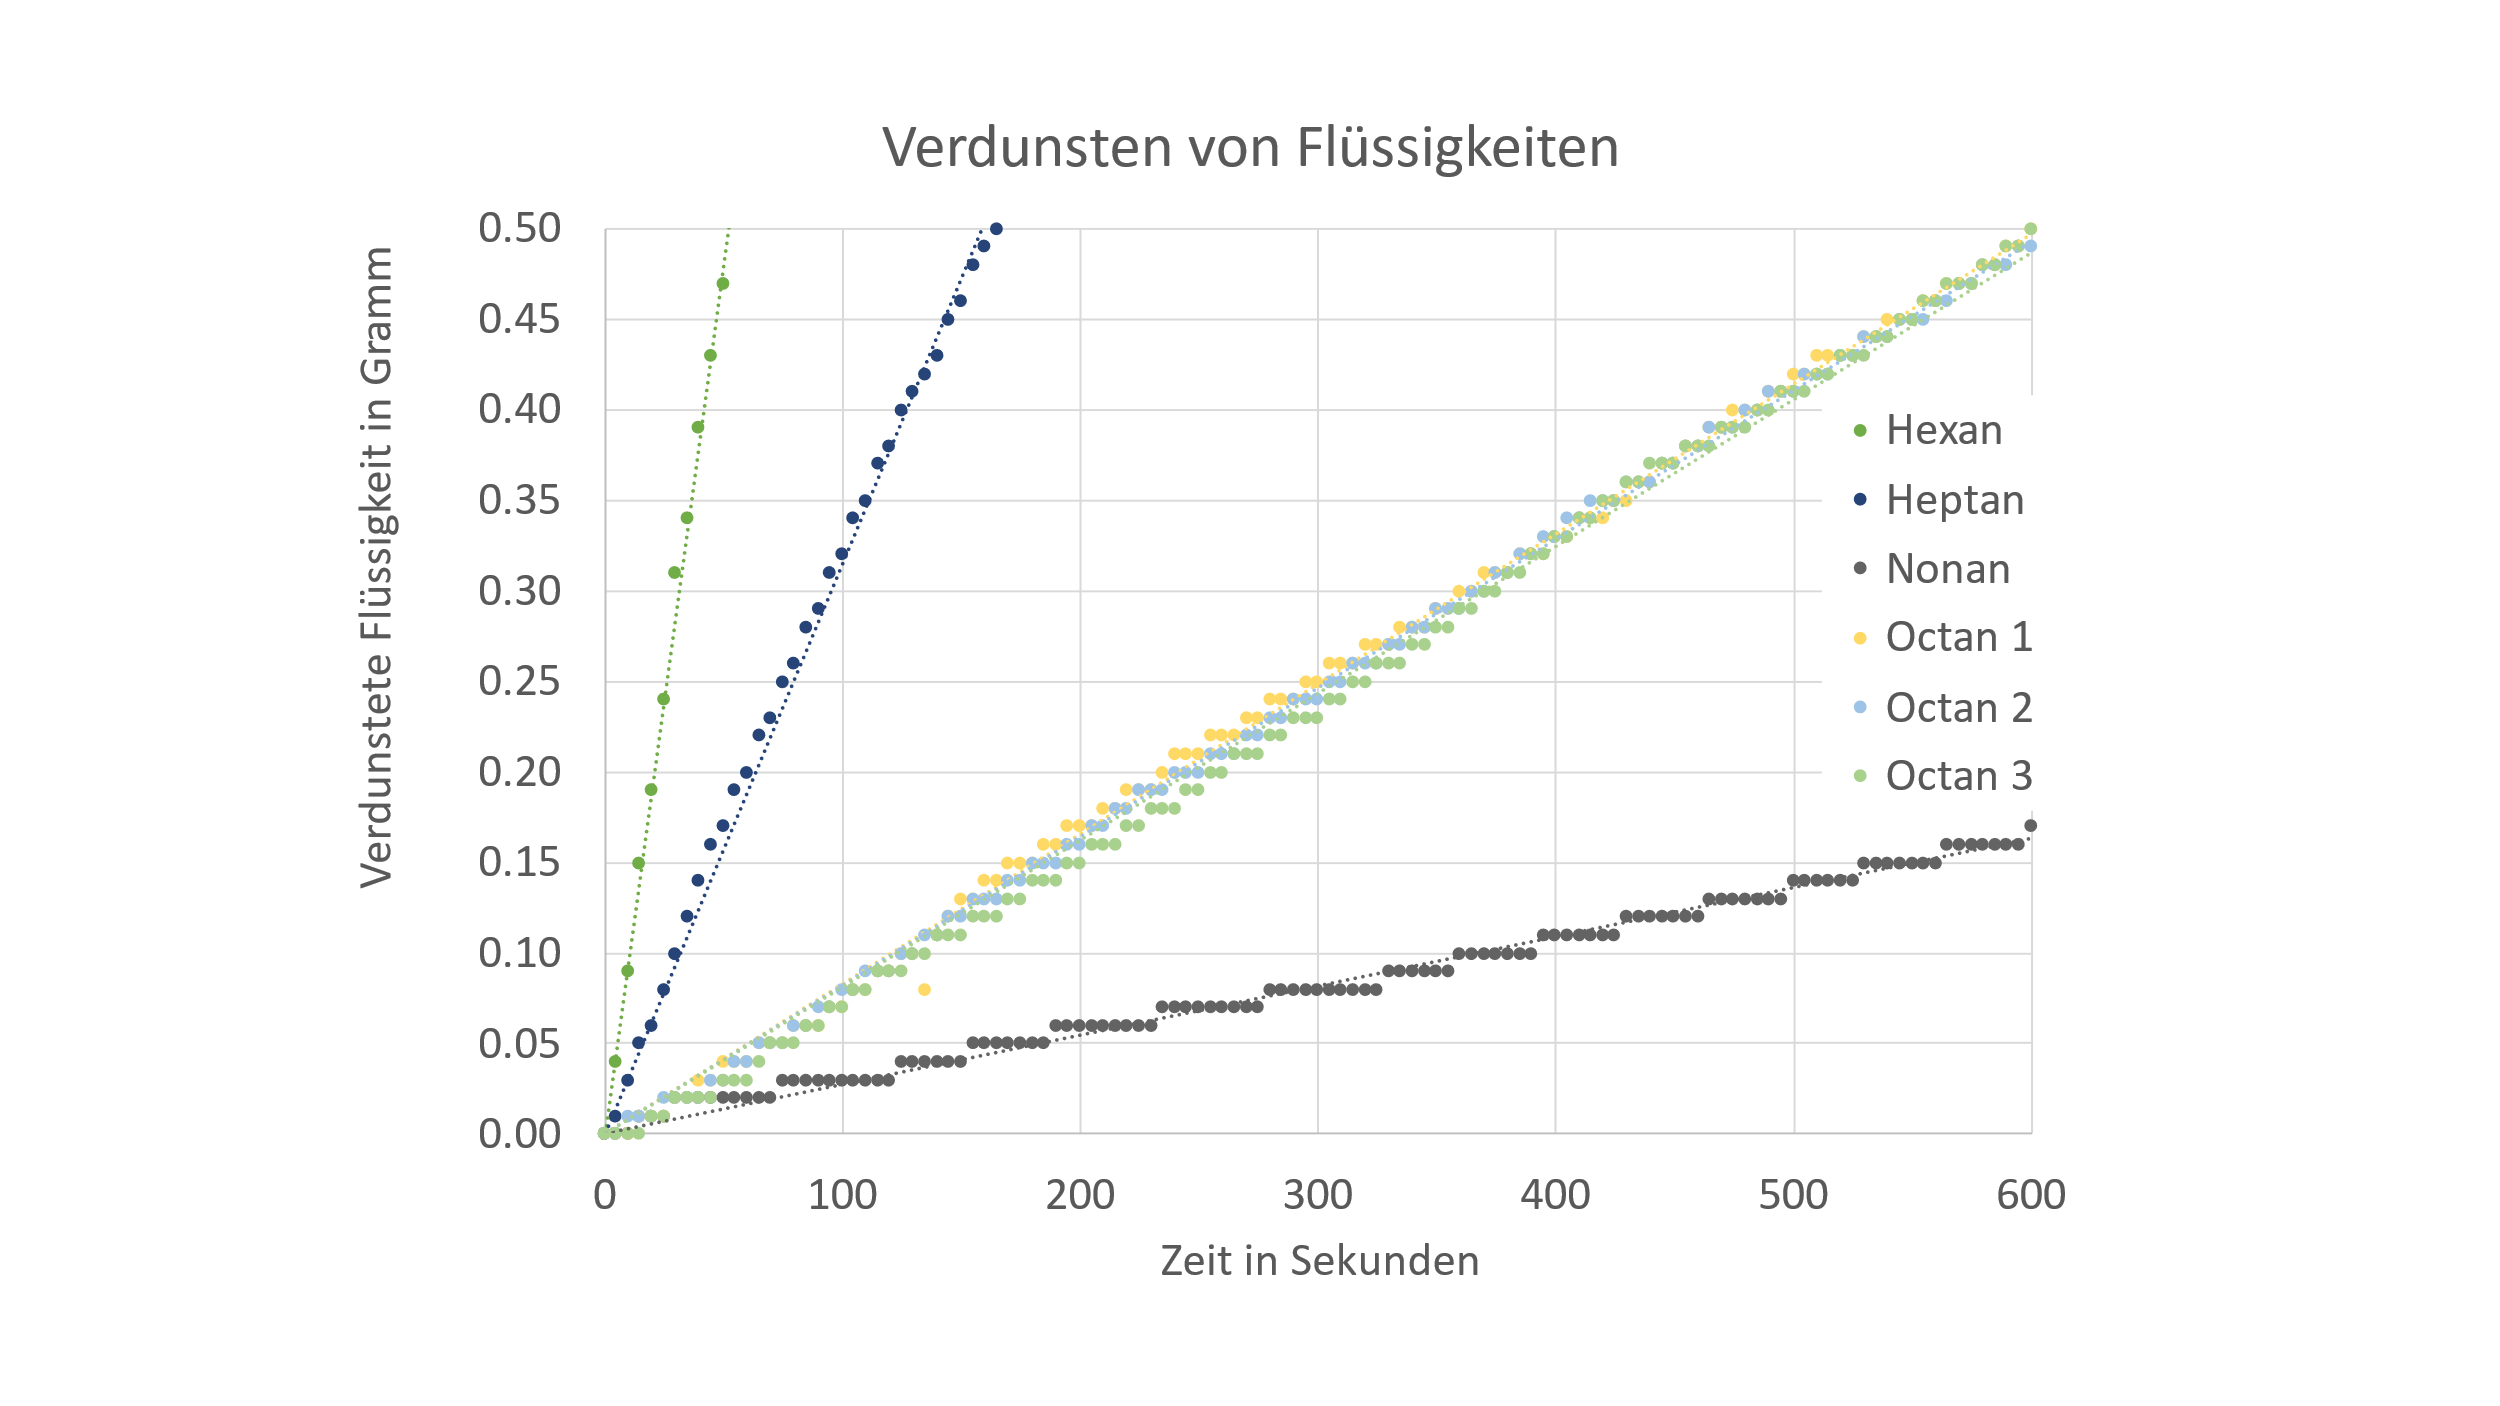 Verdunsten von Flüssigkeiten
Verdunstete Flüssigkeit in Gramm
0.50
0.45
0.40
0.35
0.30
0.25
0.20
0.15
0.10
0.05
0.00
Hexan
Heptan
Nonan
Octan 1
Octan 2
Octan 3
0 100 200 300 400 500 600
Zeit in Sekunden